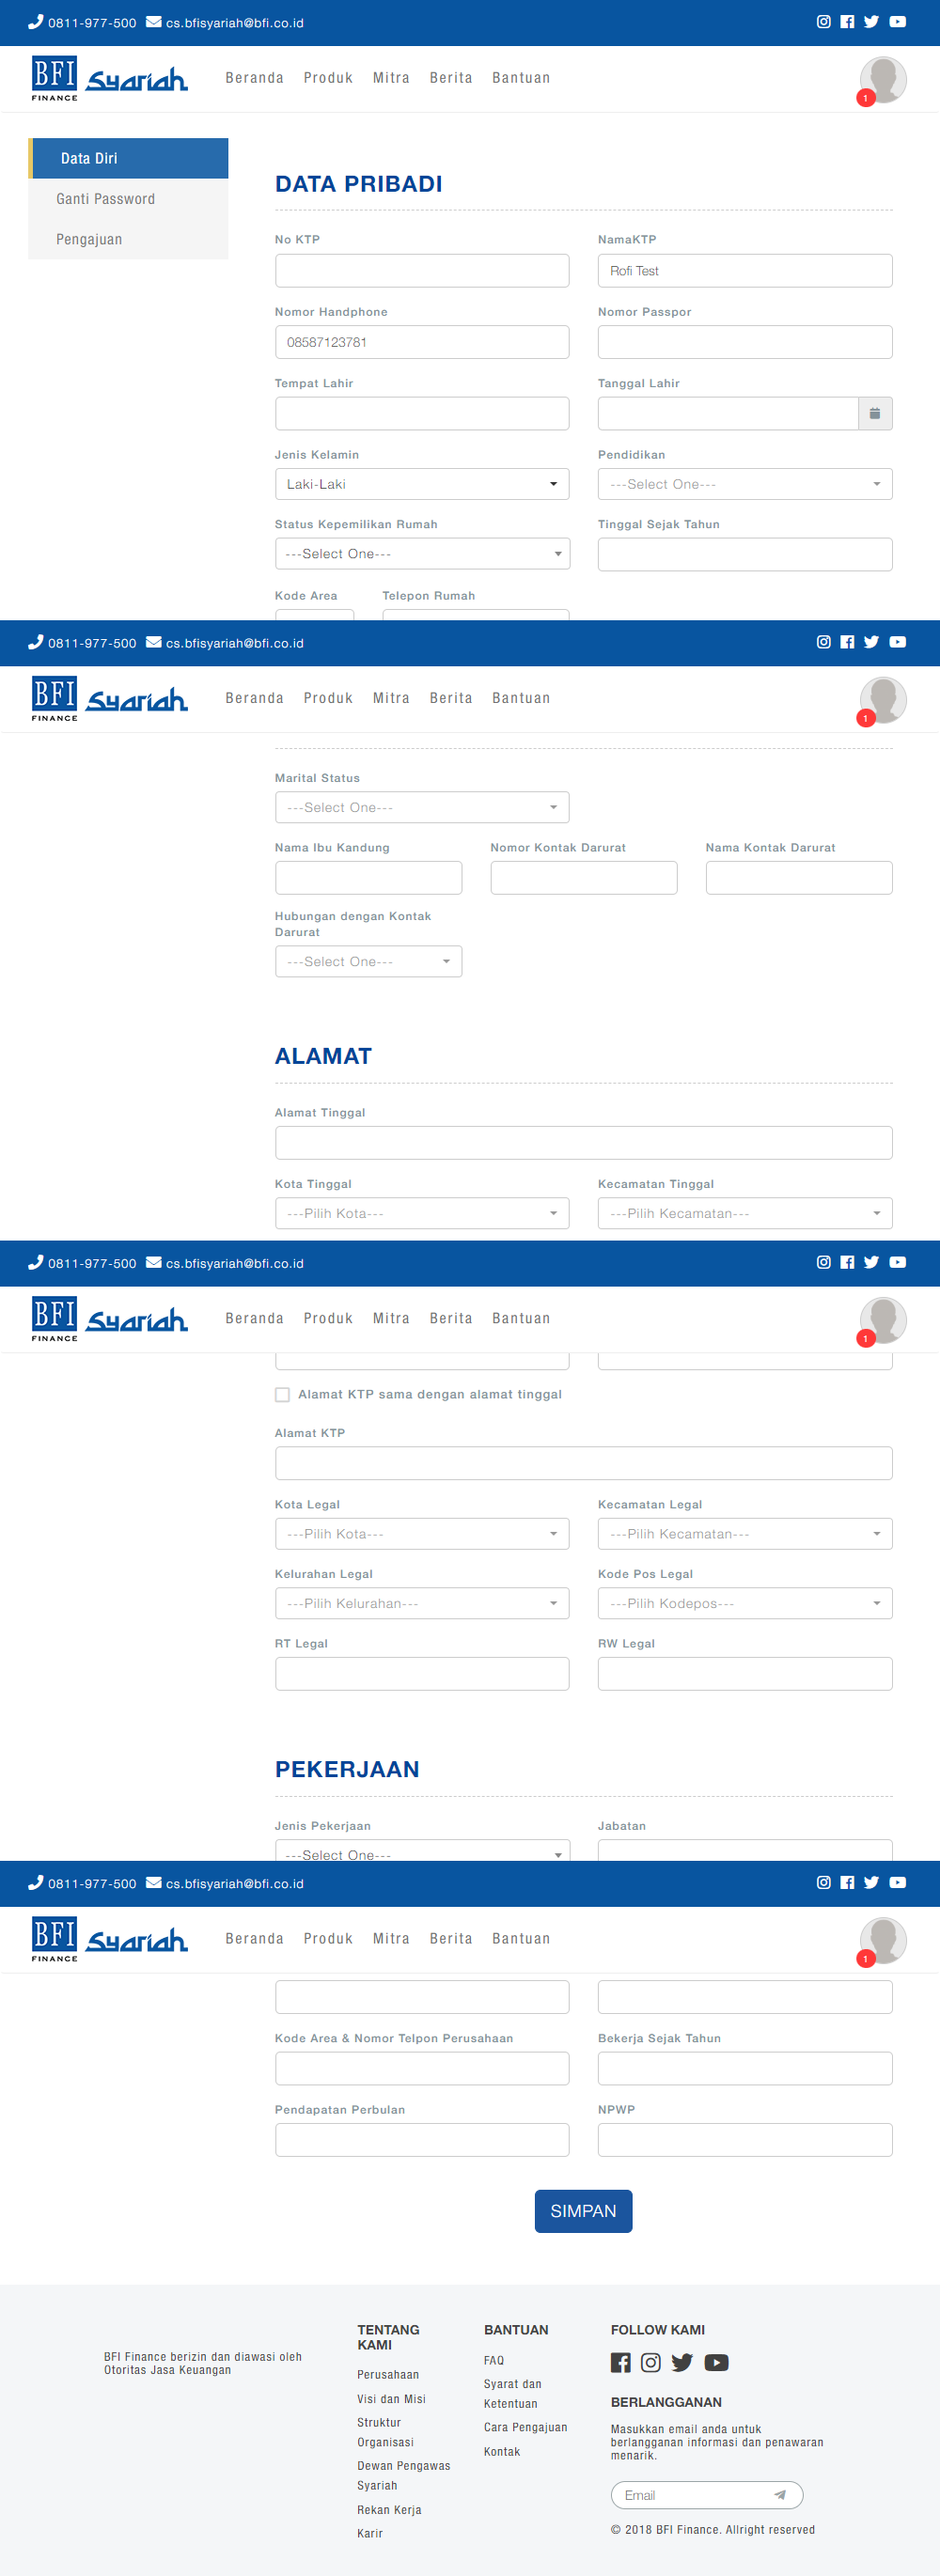 0811-977-500 cs.bfisyariah@bfi.co.id
BFI FINANCE Syariah Beranda Produk Mitra Berita Bantuan
1
Data Diri
Ganti Password
Pengajuan
DATA PRIBADI
No KTP NamaKTP
Rofi Test
Nomor Handphone Nomor Passpor
08587123781
Tempat Lahir Tanggal Lahir
Jenis Kelamin Pendidikan
Laki-Laki ---Select One---
Status Kepemilikan Rumah Tinggal Sejak Tahun
---Select One---
Kode Area Telepon Rumah
0811-977-500 cs.bfisyariah@bfi.co.id
BFI FINANCE Syariah Beranda Produk Mitra Berita Bantuan
1
Marital Status
---Select One---
Nama Ibu Kandung Nomor Kontak Darurat Nama Kontak Darurat
Hubungan dengan Kontak
Darurat
---Select One---
ALAMAT
Alamat Tinggal
Kota Tinggal Kecamatan Tinggal
---Pilih Kota--- ---Pilih Kecamatan---
0811-977-500 cs.bfisyariah@bfi.co.id
BFI FINANCE Syariah Beranda Produk Mitra Berita Bantuan
1
Alamat KTP sama dengan alamat tinggal
Alamat KTP
Kota Legal Kecamatan Legal
---Pilih Kota--- ---Pilih Kecamatan---
Kelurahan Legal Kode Pos Legal
---Pilih Kelurahan--- ---Pilih Kodepos---
RT Legal RW Legal
PEKERJAAN
Jenis Pekerjaan Jabatan
---Select One---
0811-977-500 cs.bfisyariah@bfi.co.id
BFI FINANCE Syariah Beranda Produk Mitra Berita Bantuan
1
Kode Area & Nomor Telpon Perusahaan Bekerja Sejak Tahun
Pendapatan Perbulan NPWP
SIMPAN
BFI Finance berizin dan diawasi oleh
Otoritas Jasa Keuangan
TENTANG
KAMI
Perusahaan
Visi dan Misi
Struktur
Organisasi
Dewan Pengawas
Syariah
Rekan Kerja
Karir
BANTUAN
FAQ
Syarat dan
Ketentuan
Cara Pengajuan
Kontak
FOLLOW KAMI
BERLANGGANAN
Masukkan email anda untuk
berlangganan informasi dan penawaran
menarik.
Email
© 2018 BFI Finance. Allright reserved